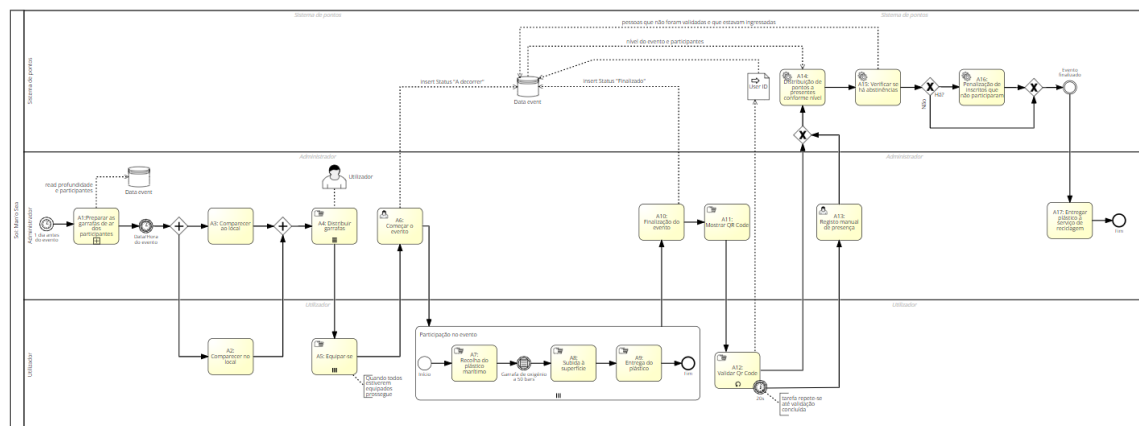 Sistema de pontos
Sistema de pontos
pessoas que não foram validadas e que estavam ingressadas
nível do evento e participantes
insert Status "A decorrer"
insert Status "Finalizado"
Data event
User ID
A14:
Distribuição de
pontos a
presentes
conforme nível
A15: Verificar se
há abstinências
Há?
Não
A16:
Penalização de
inscritos que
não participaram
Evento
finalizado
Sistema de pontos
Administrador
Administrador
read profundidade
e participantes
Data event
Utilizador
1 dia antes
do evento
A1:Preparar as
garrafas de ar
dos
participantes
Data/Hora
do evento
A3: Comparecer
ao local
A4: Distribuir
garrafas
A6:
Começar o
evento
A10:
Finalização do
evento
A11:
Mostrar QR Code
A13:
Registo manual
de presença
A17: Entregar
plástico a
serviço de
reciclagem
Fim
Administrador
Utilizador
Utilizador
A2:
Comparecer no
local
A5: Equipar-se
Quando todos
estiverem
equipados
prossegue
Participação no evento
Início
A7:
Recolha do
plástico
marítimo
Garrafa de oxigénio
a 50 bars
A8:
Subida à
superfície
A9:
Entrega do
plástico
Fim
A12:
Validar Qr Code
20x
tarefa repete-se
até validação
concluída
Utilizador